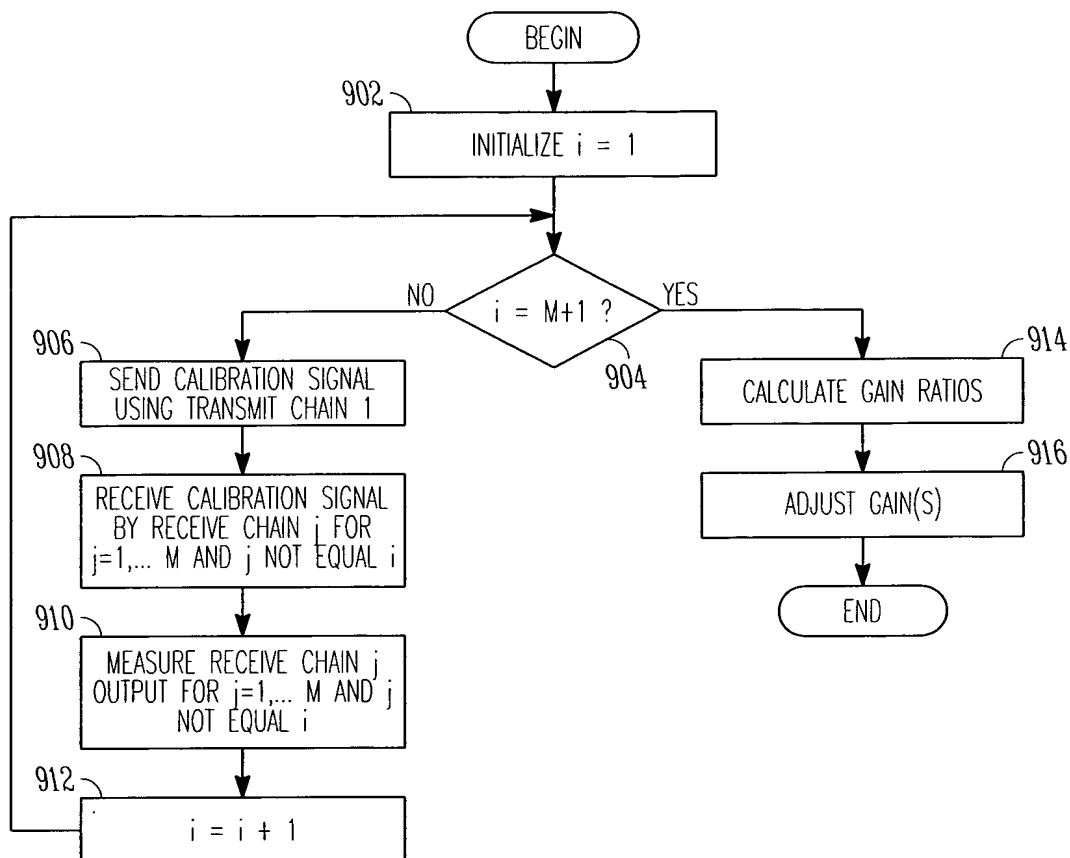 BEGIN
902
INITIALIZE i = 1
i = M+1 ?
NO
YES
904
906
SEND CALIBRATION SIGNAL
USING TRANSMIT CHAIN 1
908
RECEIVE CALIBRATION SIGNAL
BY RECEIVE CHAIN j FOR
j=1,... M AND j NOT EQUAL i
910
MEASURE RECEIVE CHAIN j
OUTPUT FOR j=1,... M AND j
NOT EQUAL i
912
i = i + 1
914
CALCULATE GAIN RATIOS
916
ADJUST GAIN(S)
END